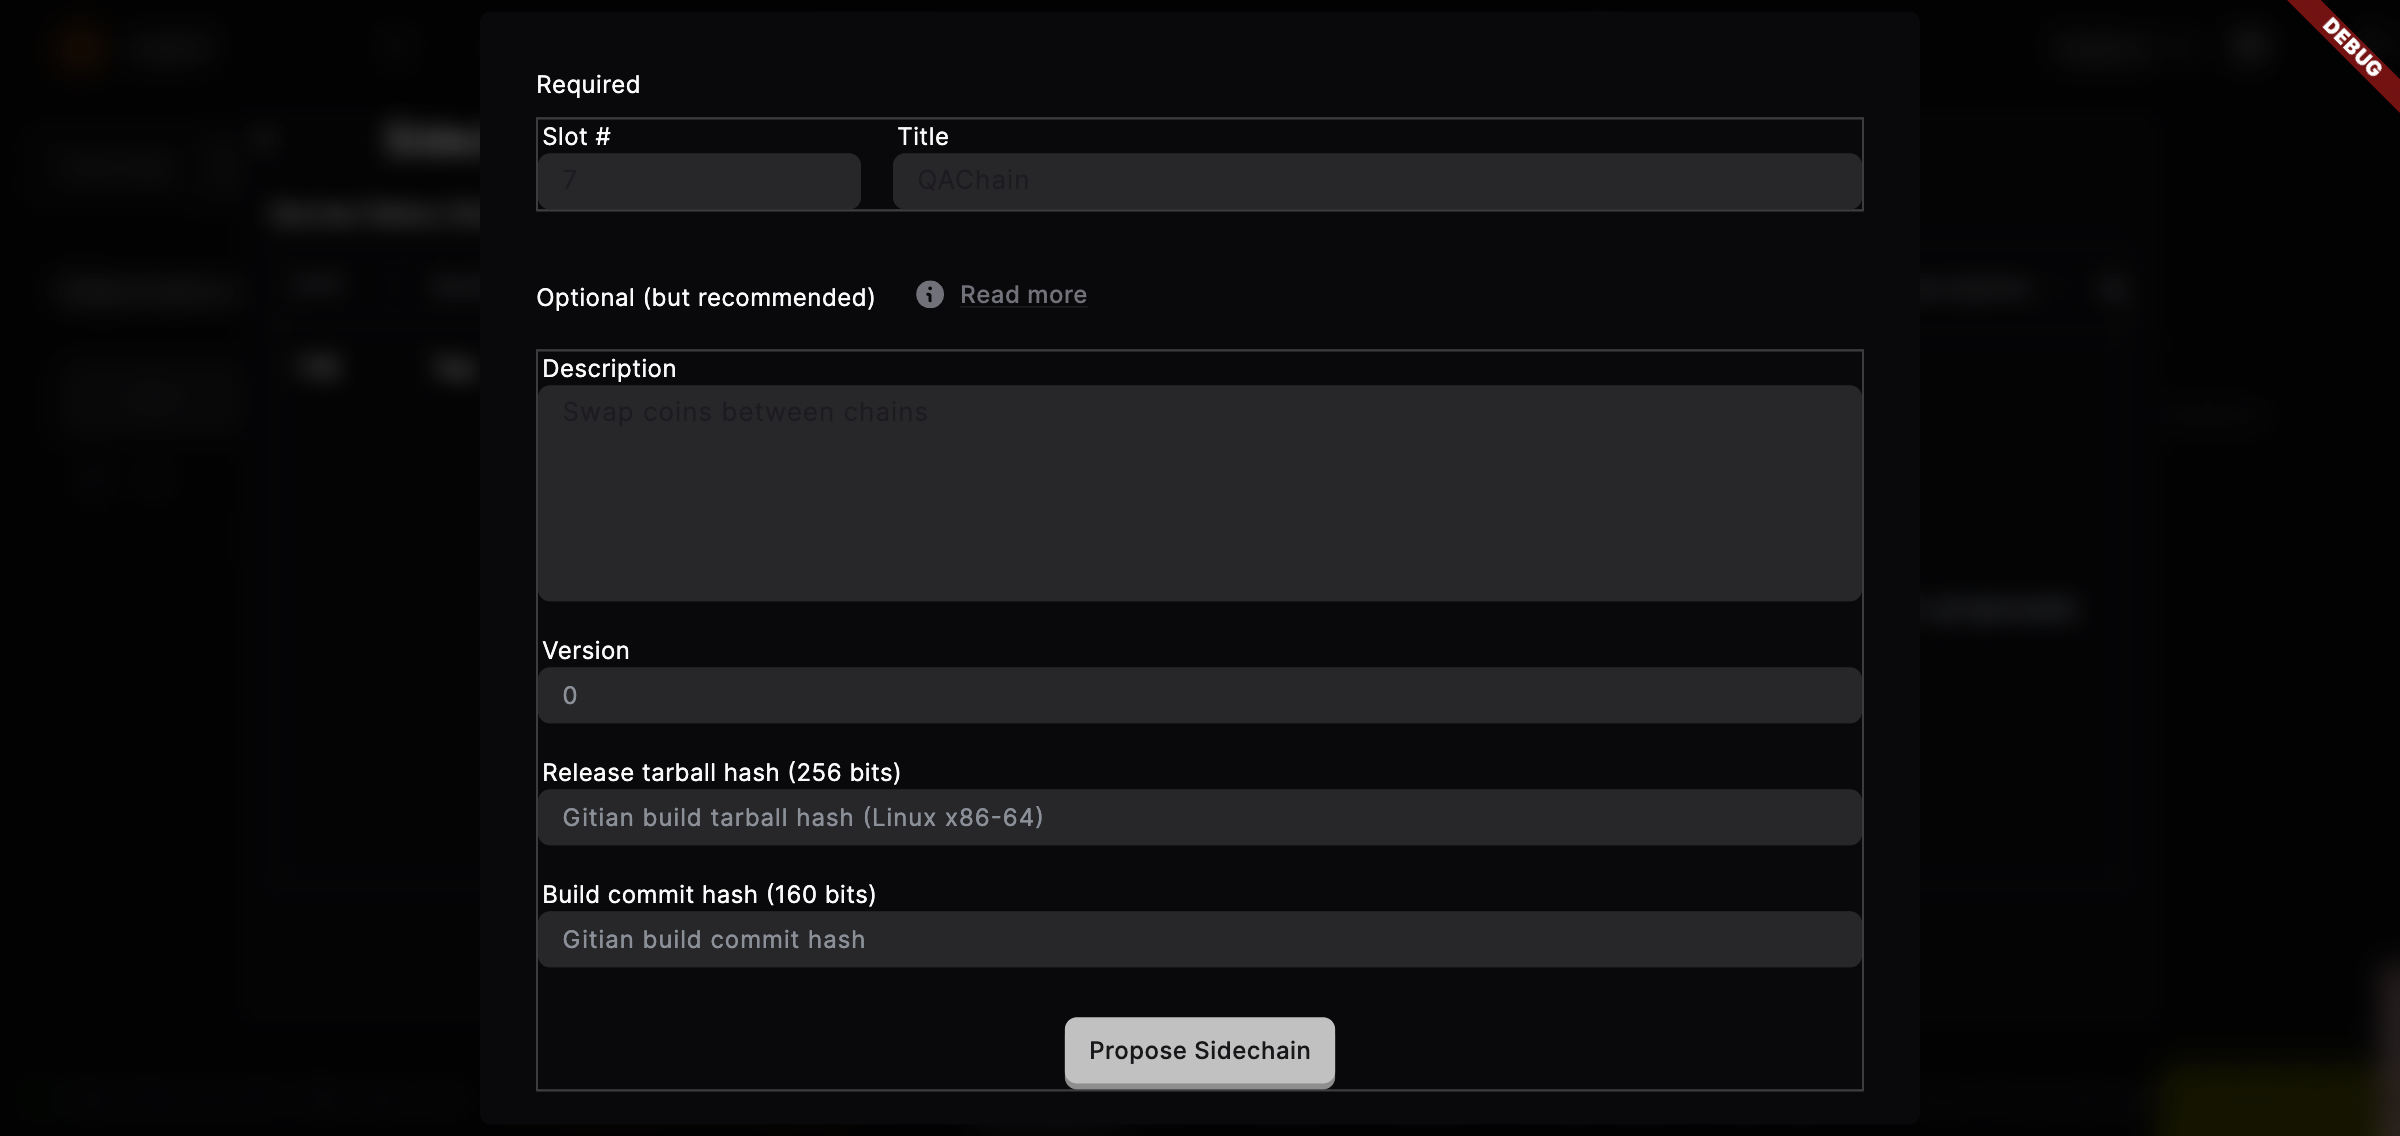 DEBUG
Required
Slot # Title
7 QAChain
Optional (but recommended) Read more
Description
Swap coins between chains
Version
0
Release tarball hash (256 bits)
Gitian build tarball hash (Linux x86-64)
Build commit hash (160 bits)
Gitian build commit hash
Propose Sidechain